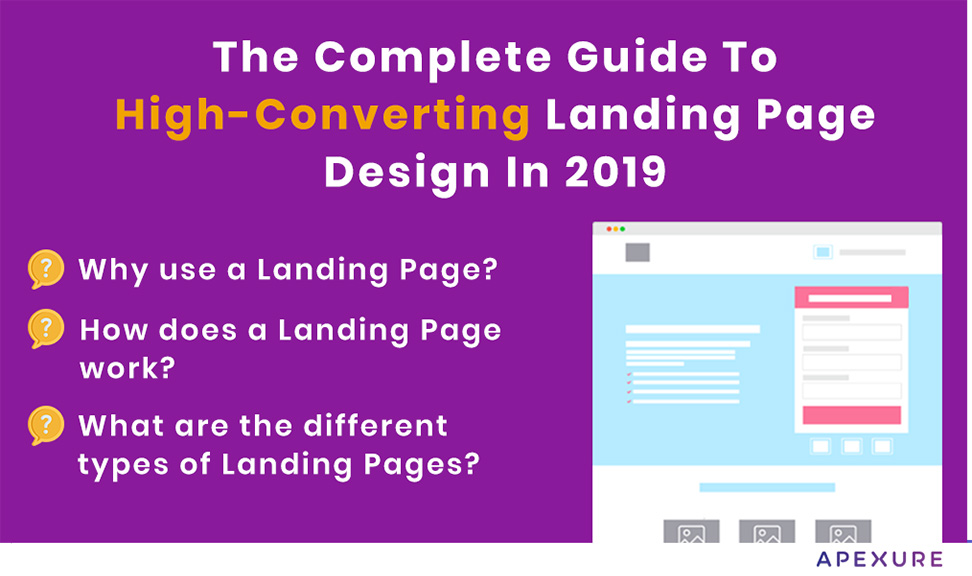 The Complete Guide To
High-Converting Landing Page
Design In 2019
? Why use a Landing Page?
? How does a Landing Page
work?
? What are the different
types of Landing Pages?
APEXURE